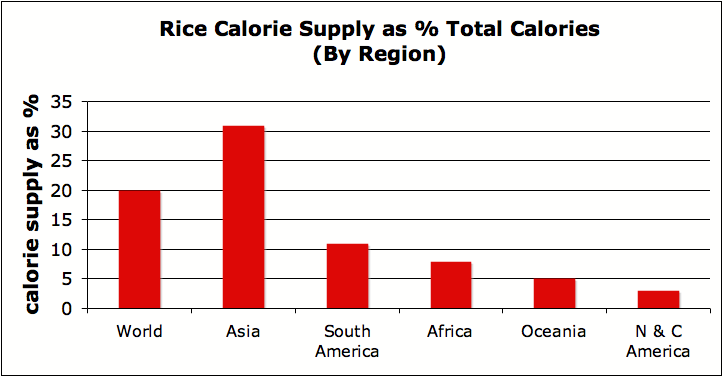 Rice Calorie Supply as % Total Calories
(By Region)
calorie supply as %
35
30
25
20
15
10
5
0
World
Asia
South
America
Africa
Oceania
N & C
America